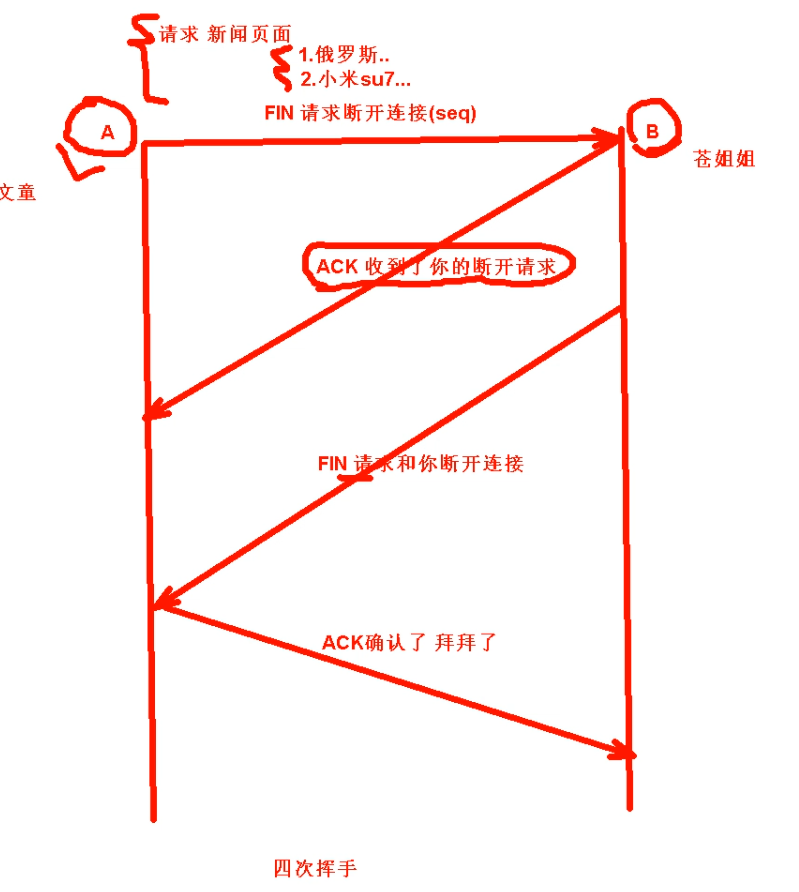 请求 新闻页面
1.俄罗斯..
2.小米su7...
FIN 请求断开连接(seq)
A
B
苍姐姐
文童
ACK 收到了你的断开请求
FIN 请求和你断开连接
ACK确认了 拜拜了
四次挥手